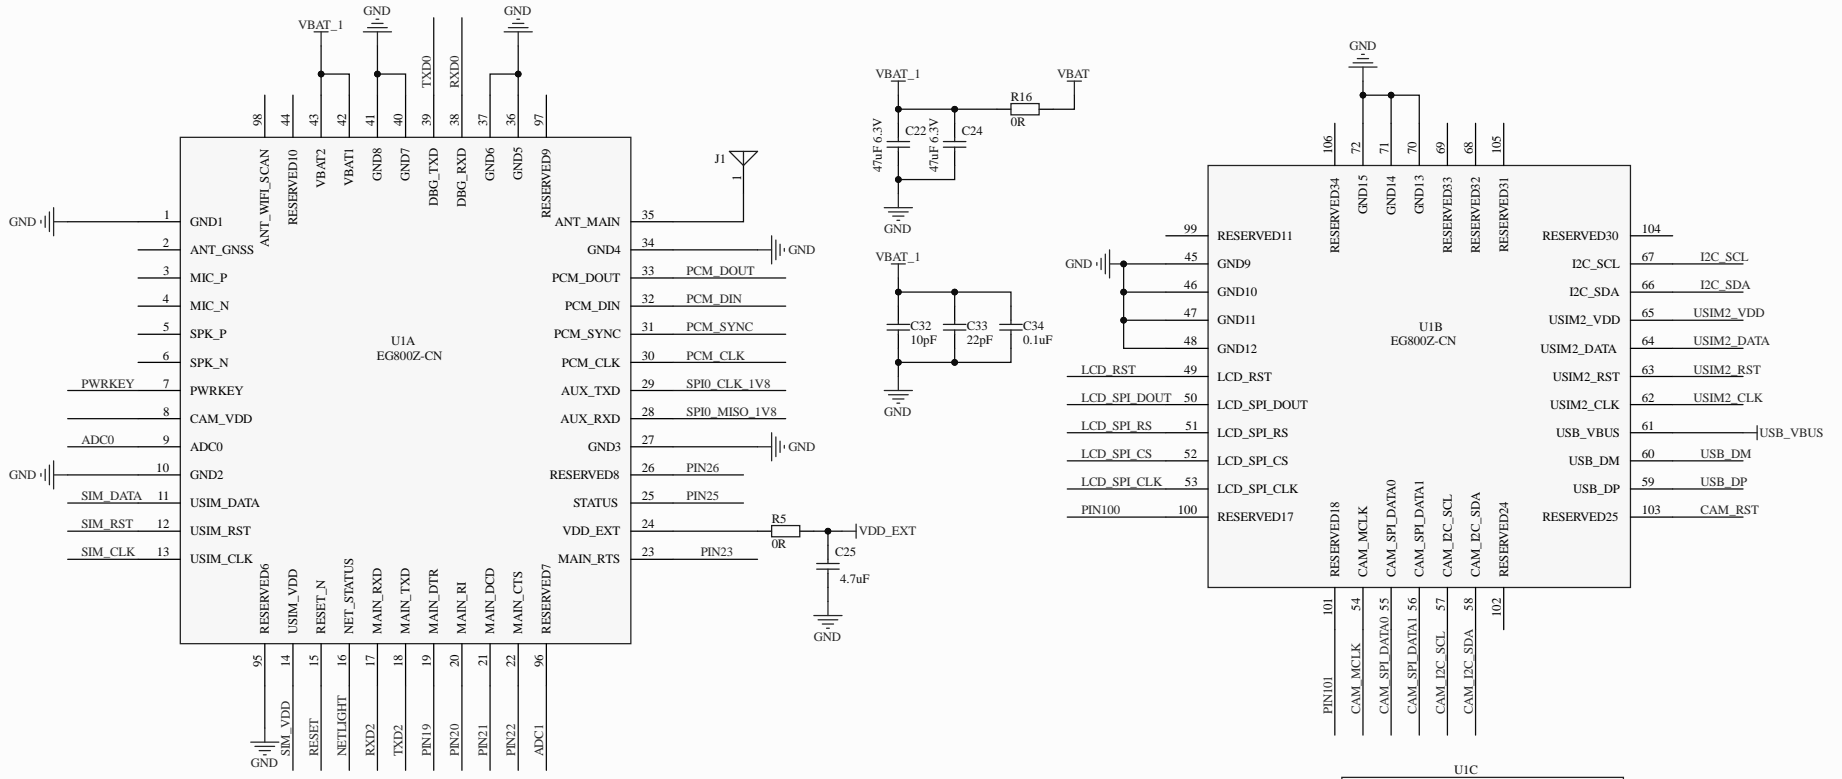 VBAT_1
GND
GND
TXD0
RXD0
98
44
43
42
41
40
39
38
37
36
97
ANT_WIFI_SCAN
RESERVED10
VBAT2
VBAT1
GND8
GND7
DBG_TXD
DBG_RXD
GND6
GND5
RESERVED9
J1
1
GND 1 GND1
2 ANT_GNSS
3 MIC_P
4 MIC_N
5 SPK_P
6 SPK_N
PWRKEY 7 PWRKEY
8 CAM_VDD
ADC0 9 ADC0
GND 10 GND2
SIM_DATA 11 USIM_DATA
SIM_RST 12 USIM_RST
SIM_CLK 13 USIM_CLK
U1A
EG800Z-CN
ANT_MAIN 35
GND4 34 GND
PCM_DOUT 33 PCM_DOUT
PCM_DIN 32 PCM_DIN
PCM_SYNC 31 PCM_SYNC
PCM_CLK 30 PCM_CLK
AUX_TXD 29 SPI0_CLK_1V8
AUX_RXD 28 SPI0_MISO_1V8
GND3 27 GND
RESERVED8 26 PIN26
STATUS 25 PIN25
VDD_EXT 24
MAIN_RTS 23 PIN23
R5
0R
VDD_EXT
C25
4.7uF
GND
RESERVED6
USIM_VDD
RESET_N
NET_STATUS
MAIN_RXD
MAIN_TXD
MAIN_DTR
MAIN_RI
MAIN_DCD
MAIN_CTS
RESERVED7
95
14
15
16
17
18
19
20
21
22
96
GND
SIM_VDD
RESET
NETLIGHT
RXD2
TXD2
PIN19
PIN20
PIN21
PIN22
ADC1
VBAT_1
VBAT
R16
0R
C22
47uF 6.3V
C24
47uF 6.3V
GND
VBAT_1
C32
10pF
C33
22pF
C34
0.1uF
GND
GND
106
72
71
70
69
68
105
RESERVED34
GND15
GND14
GND13
RESERVED33
RESERVED32
RESERVED31
99 RESERVED11
GND 45 GND9
46 GND10
47 GND11
48 GND12
LCD_RST 49 LCD_RST
LCD_SPI_DOUT 50 LCD_SPI_DOUT
LCD_SPI_RS 51 LCD_SPI_RS
LCD_SPI_CS 52 LCD_SPI_CS
LCD_SPI_CLK 53 LCD_SPI_CLK
PIN100 100 RESERVED17
U1B
EG800Z-CN
RESERVED30 104
I2C_SCL 67 I2C_SCL
I2C_SDA 66 I2C_SDA
USIM2_VDD 65 USIM2_VDD
USIM2_DATA 64 USIM2_DATA
USIM2_RST 63 USIM2_RST
USIM2_CLK 62 USIM2_CLK
USB_VBUS 61 USB_VBUS
USB_DM 60 USB_DM
USB_DP 59 USB_DP
RESERVED25 103 CAM_RST
RESERVED18
CAM_MCLK
CAM_SPI_DATA0
CAM_SPI_DATA1
CAM_I2C_SCL
CAM_I2C_SDA
RESERVED24
101
54
55
56
57
58
102
PIN101
CAM_MCLK
CAM_SPI_DATA0
CAM_SPI_DATA1
CAM_I2C_SCL
CAM_I2C_SDA
U1C